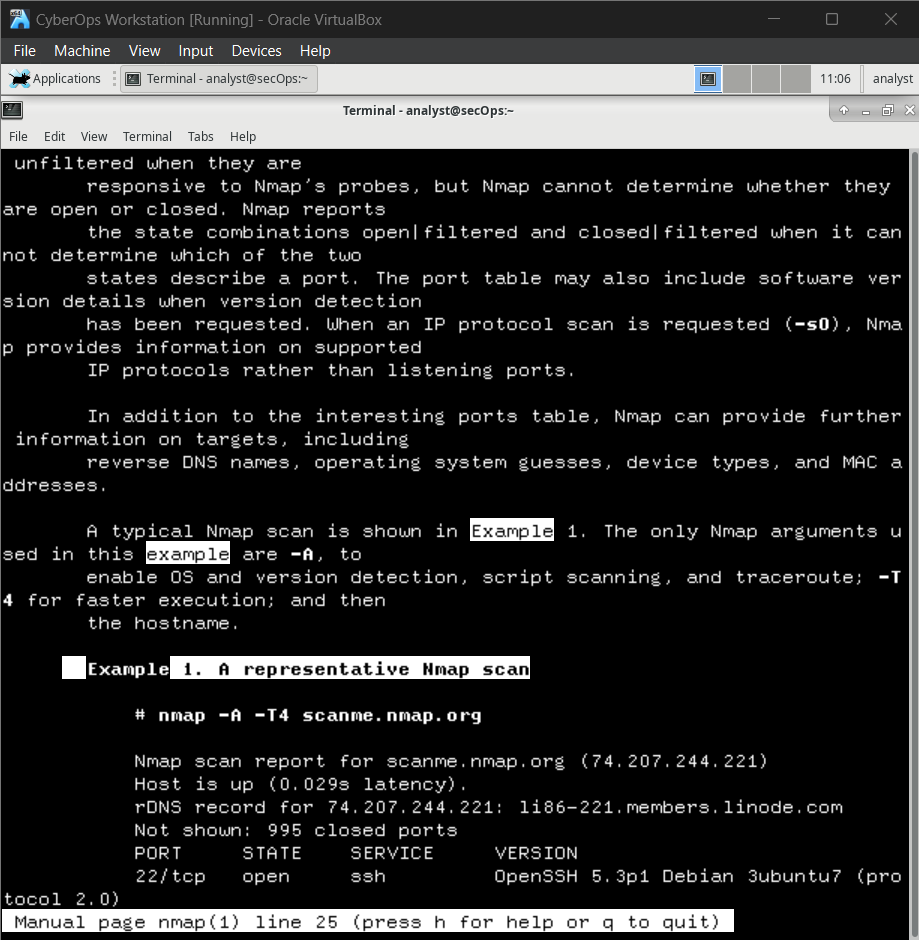 CyberOps Workstation [Running] - Oracle VirtualBox
File Machine View Input Devices Help
Applications Terminal - analyst@secOps:~ 11:06 analyst
Terminal - analyst@secOps:~
File Edit View Terminal Tabs Help
unfiltered when they are
responsive to Nmap's probes, but Nmap cannot determine whether they
are open or closed. Nmap reports
the state combinations open|filtered and closed|filtered when it can
not determine which of the two
states describe a port. The port table may also include software ver
sion details when version detection
has been requested. When an IP protocol scan is requested (-sO), Nma
p provides information on supported
IP protocols rather than listening ports.
In addition to the interesting ports table, Nmap can provide further
information on targets, including
reverse DNS names, operating system guesses, device types, and MAC a
ddresses.
A typical Nmap scan is shown in Example 1. The only Nmap arguments u
sed in this example are -A, to
enable OS and version detection, script scanning, and traceroute; -T
4 for faster execution; and then
the hostname.
Example 1. A representative Nmap scan
# nmap -A -T4 scanme.nmap.org
Nmap scan report for scanme.nmap.org (74.207.244.221)
Host is up (0.029s latency).
rDNS record for 74.207.244.221: li86-221.members.linode.com
Not shown: 995 closed ports
PORT STATE SERVICE VERSION
22/tcp open ssh OpenSSH 5.3p1 Debian 3ubuntu7 (pro
tocol 2.0)
Manual page nmap(1) line 25 (press h for help or q to quit)